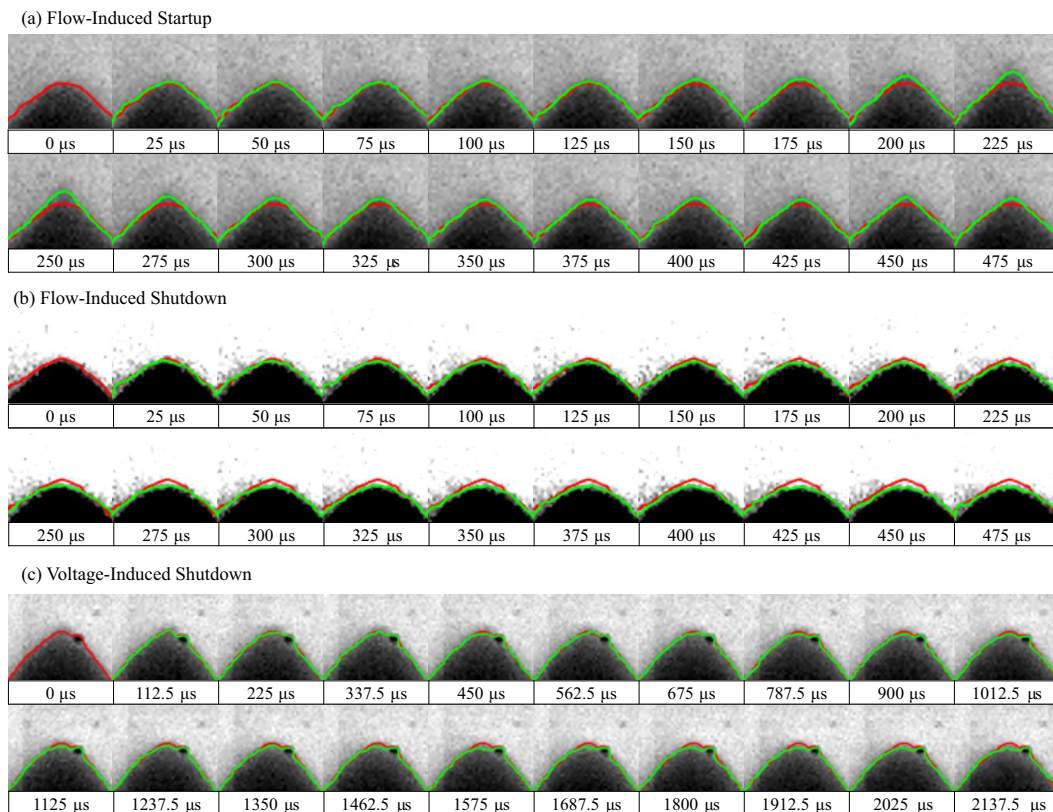 (a) Flow-Induced Startup
0 μs 25 μs 50 μs 75 μs 100 μs 125 μs 150 μs 175 μs 200 μs 225 μs
250 μs 275 μs 300 μs 325 μs 350 μs 375 μs 400 μs 425 μs 450 μs 475 μs
(b) Flow-Induced Shutdown
0 μs 25 μs 50 μs 75 μs 100 μs 125 μs 150 μs 175 μs 200 μs 225 μs
250 μs 275 μs 300 μs 325 μs 350 μs 375 μs 400 μs 425 μs 450 μs 475 μs
(c) Voltage-Induced Shutdown
0 μs 112.5 μs 225 μs 337.5 μs 450 μs 562.5 μs 675 μs 787.5 μs 900 μs 1012.5 μs
1125 μs 1237.5 μs 1350 μs 1462.5 μs 1575 μs 1687.5 μs 1800 μs 1912.5 μs 2025 μs 2137.5 μs